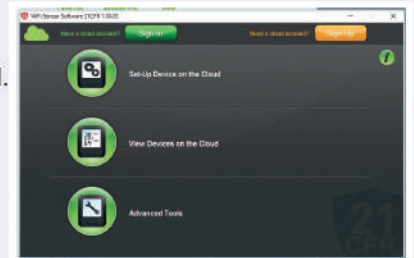 WiFi Sensor Software 21CFR 1.00.22
Have a cloud account? Sign In Need a cloud account? Sign Up
Set-Up Device on the Cloud
View Devices on the Cloud
Advanced Tools
21
CFR